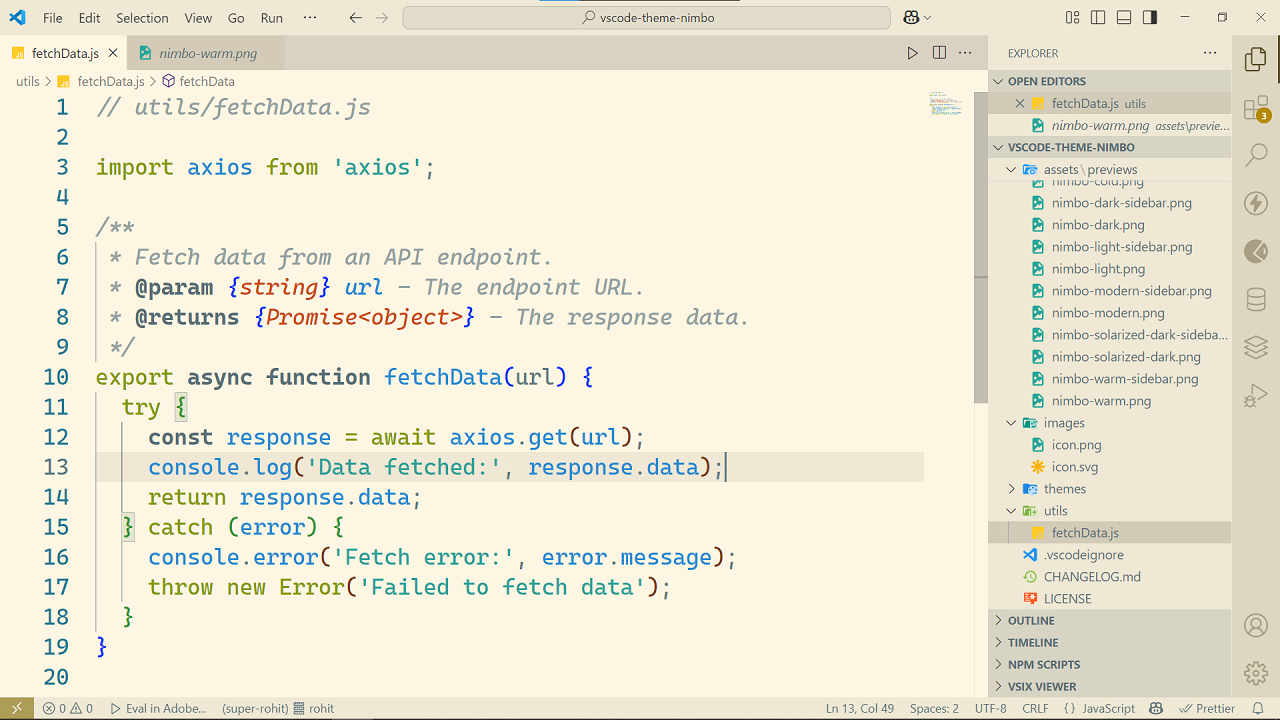 File Edit Selection View Go Run ··· vscode-theme-nimbo
fetchData.js nimbo-warm.png
utils > fetchData.js > fetchData
1 // utils/fetchData.js
2
3 import axios from 'axios';
4
5 /**
6 * Fetch data from an API endpoint.
7 * @param {string} url - The endpoint URL.
8 * @returns {Promise<object>} - The response data.
9 */
10 export async function fetchData(url) {
11 try {
12 const response = await axios.get(url);
13 console.log('Data fetched:', response.data);
14 return response.data;
15 } catch (error) {
16 console.error('Fetch error:', error.message);
17 throw new Error('Failed to fetch data');
18 }
19 }
20
EXPLORER ···
OPEN EDITORS
fetchData.js utils
nimbo-warm.png assets\previe...
VSCODE-THEME-NIMBO
assets\previews
nimbo-cold.png
nimbo-dark-sidebar.png
nimbo-dark.png
nimbo-light-sidebar.png
nimbo-light.png
nimbo-modern-sidebar.png
nimbo-modern.png
nimbo-solarized-dark-sideba...
nimbo-solarized-dark.png
nimbo-warm-sidebar.png
nimbo-warm.png
images
icon.png
icon.svg
themes
utils
fetchData.js
.vscodeignore
CHANGELOG.md
LICENSE
OUTLINE
TIMELINE
NPM SCRIPTS
VSIX VIEWER
3
0 0 Eval in Adobe... (super-rohit) rohit Ln 13, Col 49 Spaces: 2 UTF-8 CRLF {} JavaScript Prettier